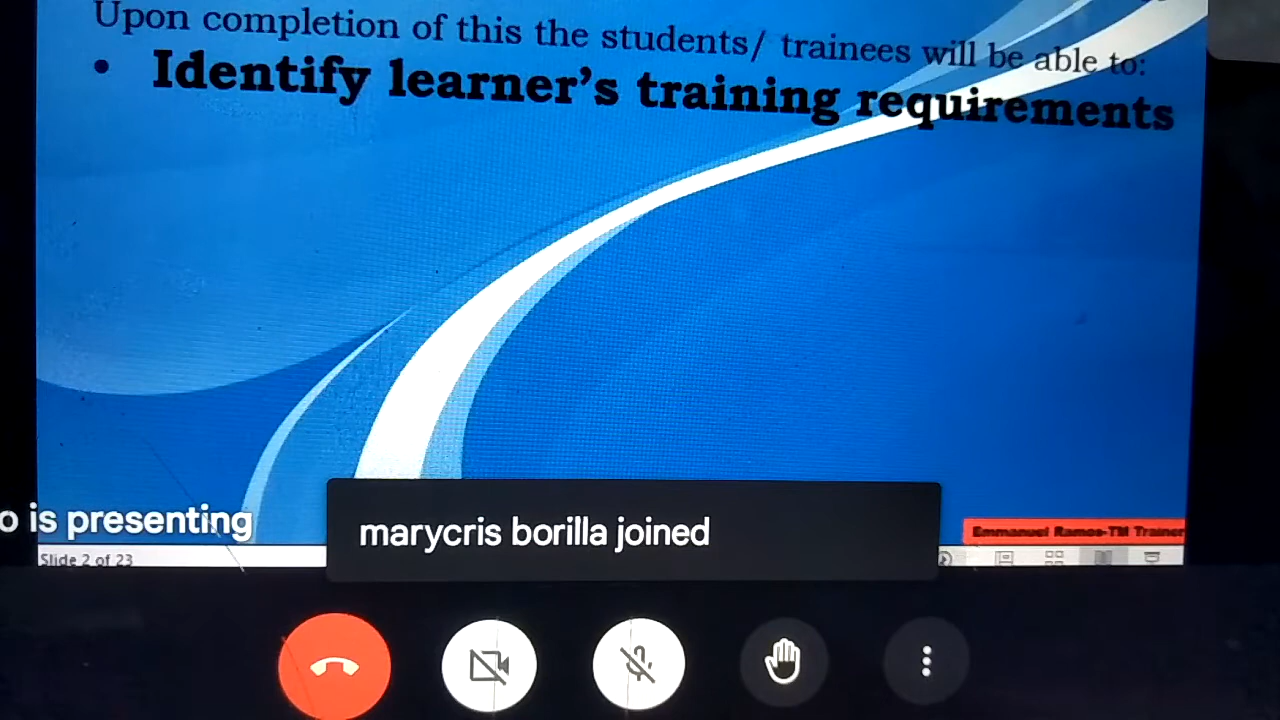 Upon completion of this the students/ trainees will be able to:
• Identify learner's training requirements
o is presenting
marycris borilla joined
Emmanuel Ramos-TM Trainer
Slide 2 of 23